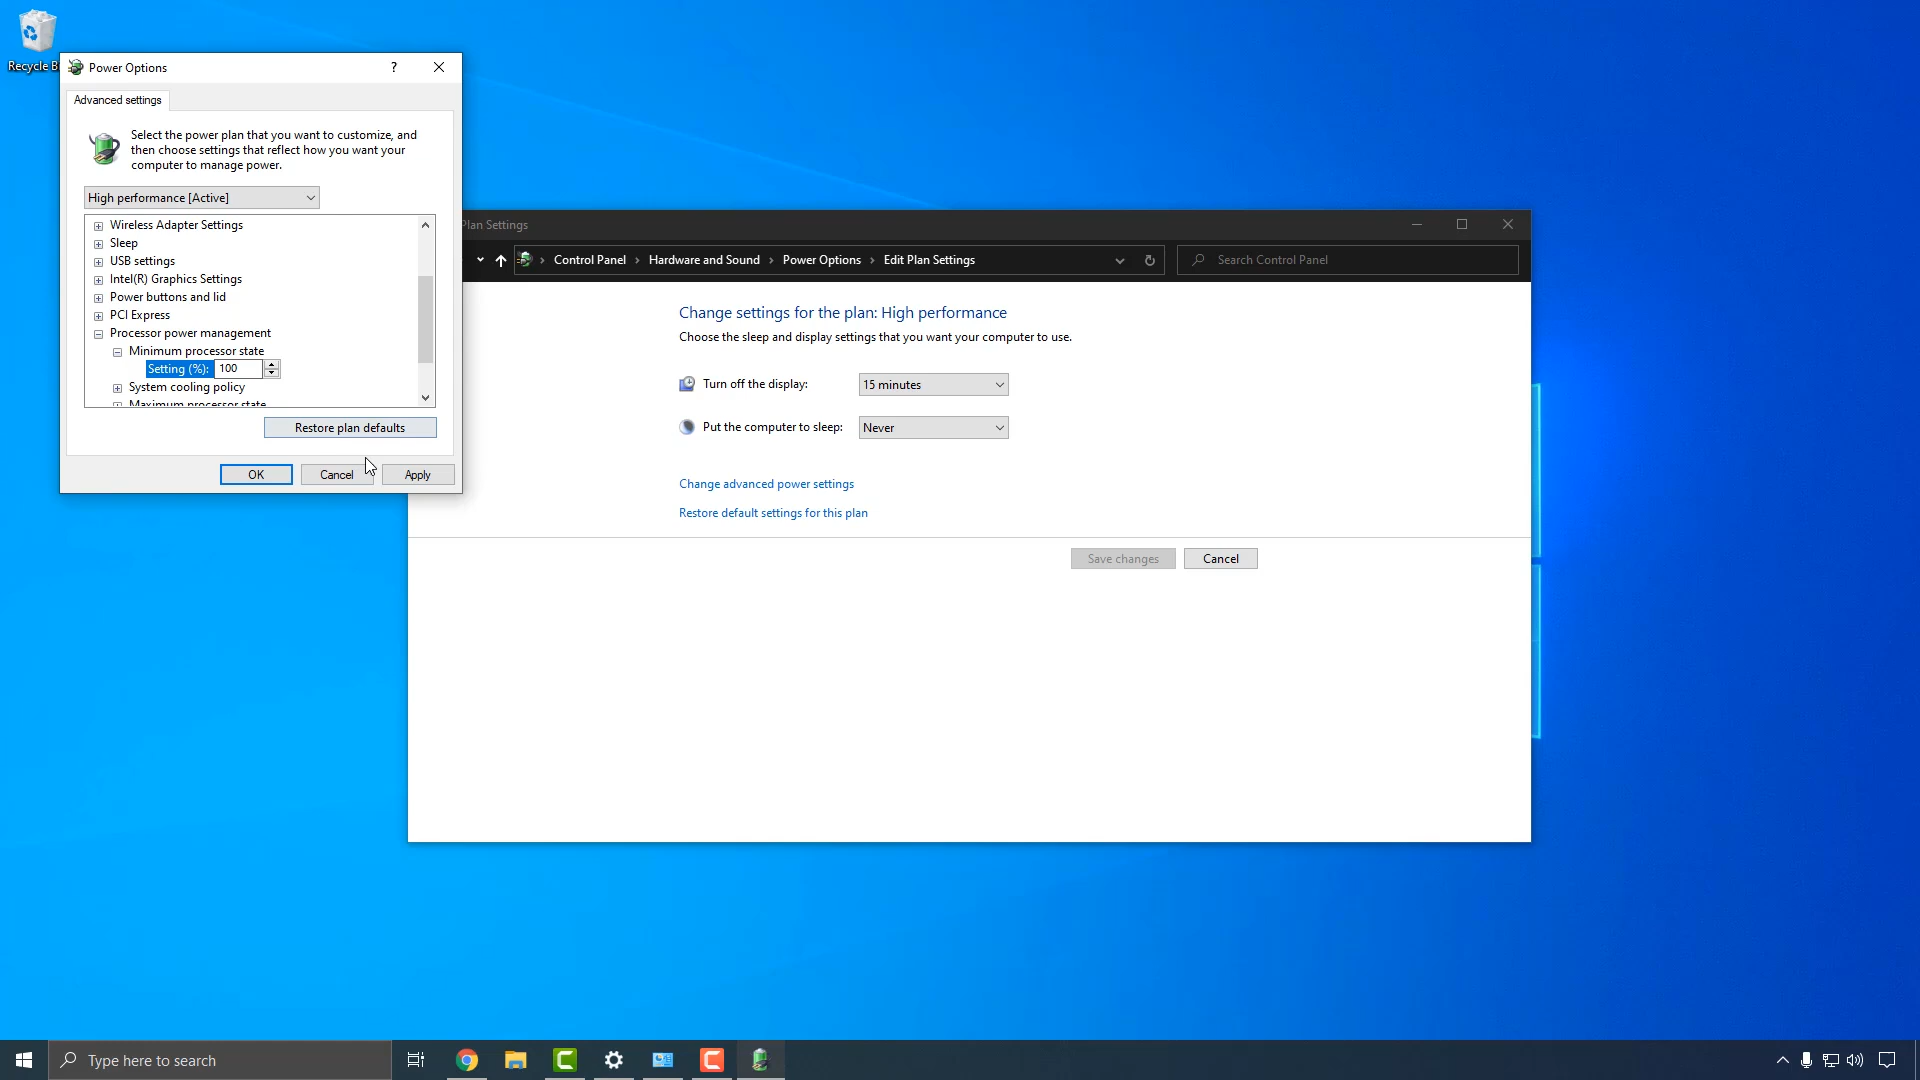 Recycle B
Power Options
?
Advanced settings
Select the power plan that you want to customize, and
then choose settings that reflect how you want your
computer to manage power.
High performance [Active]
Wireless Adapter Settings
Sleep
USB settings
Intel(R) Graphics Settings
Power buttons and lid
PCI Express
Processor power management
Minimum processor state
Setting (%): 100
System cooling policy
Maximum processor state
Restore plan defaults
OK
Cancel
Apply
Plan Settings
Control Panel
Hardware and Sound
Power Options
Edit Plan Settings
Search Control Panel
Change settings for the plan: High performance
Choose the sleep and display settings that you want your computer to use.
Turn off the display:
15 minutes
Put the computer to sleep:
Never
Change advanced power settings
Restore default settings for this plan
Save changes
Cancel
Type here to search